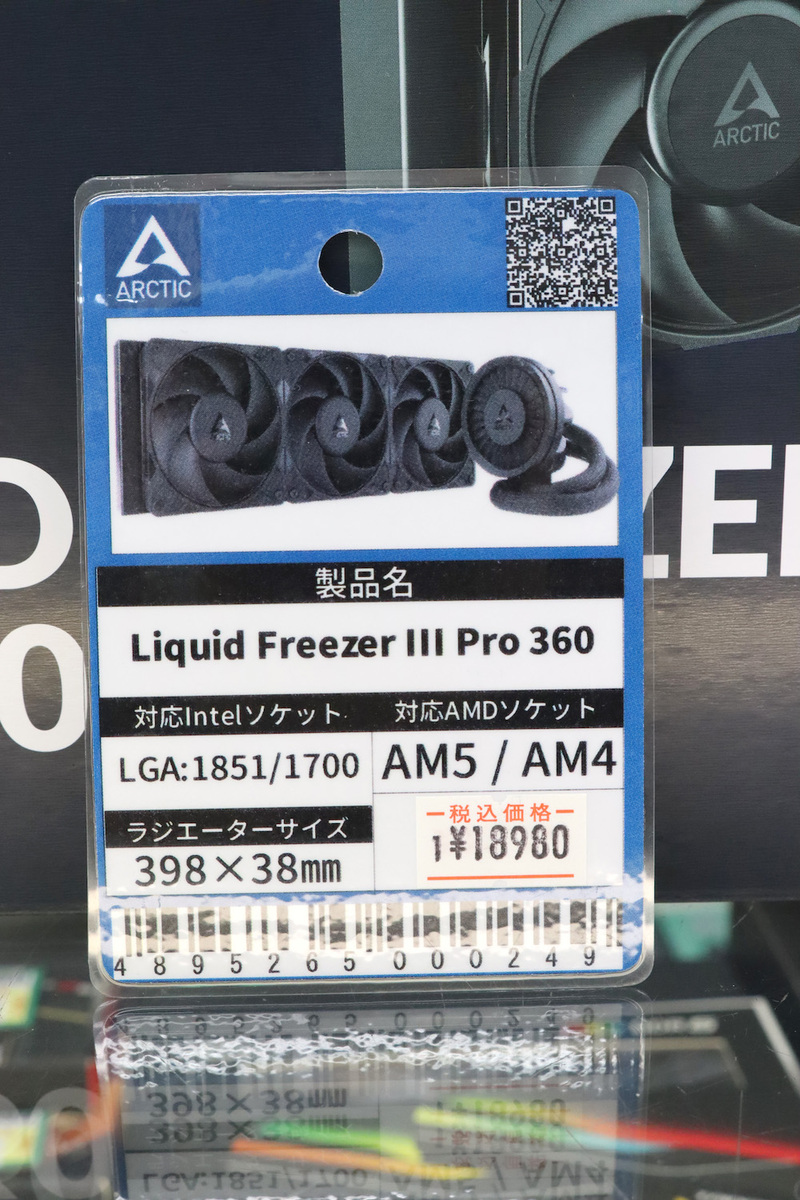 ARCTIC
ARCTIC
製品名
Liquid Freezer III Pro 360
対応Intelソケット
対応AMDソケット
LGA:1851/1700
AM5 / AM4
ラジエーターサイズ
398×38mm
税込価格
1¥18980
4895265000249